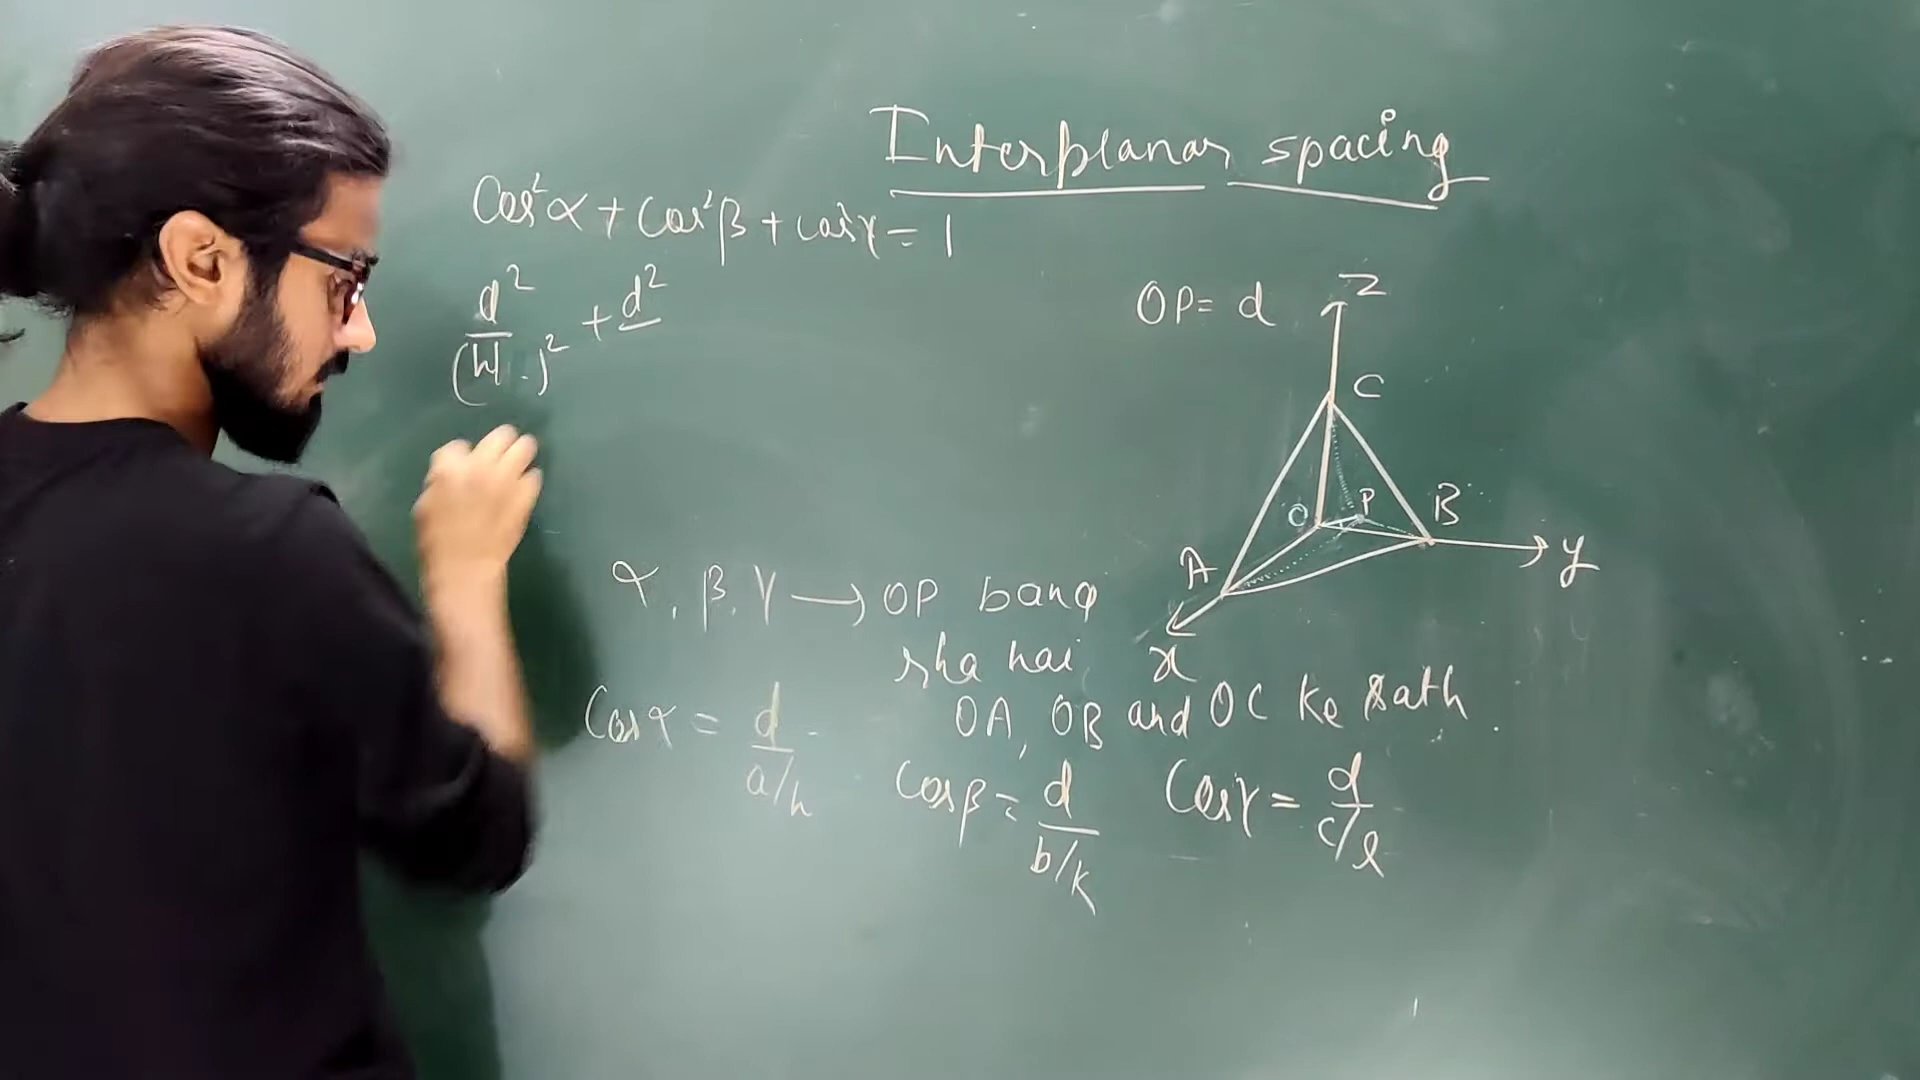 Interplanar spacing
Cos²α + Cos²β + cos²γ = 1
d²/( )² + d²
OP = d
Z
C
O P B
A
y
x
α, β, γ → OP bana
rha hai
OA, OB and OC ke sath.
Cosα = d/a/h
Cosβ = d/b/k Cosγ = d/c/l